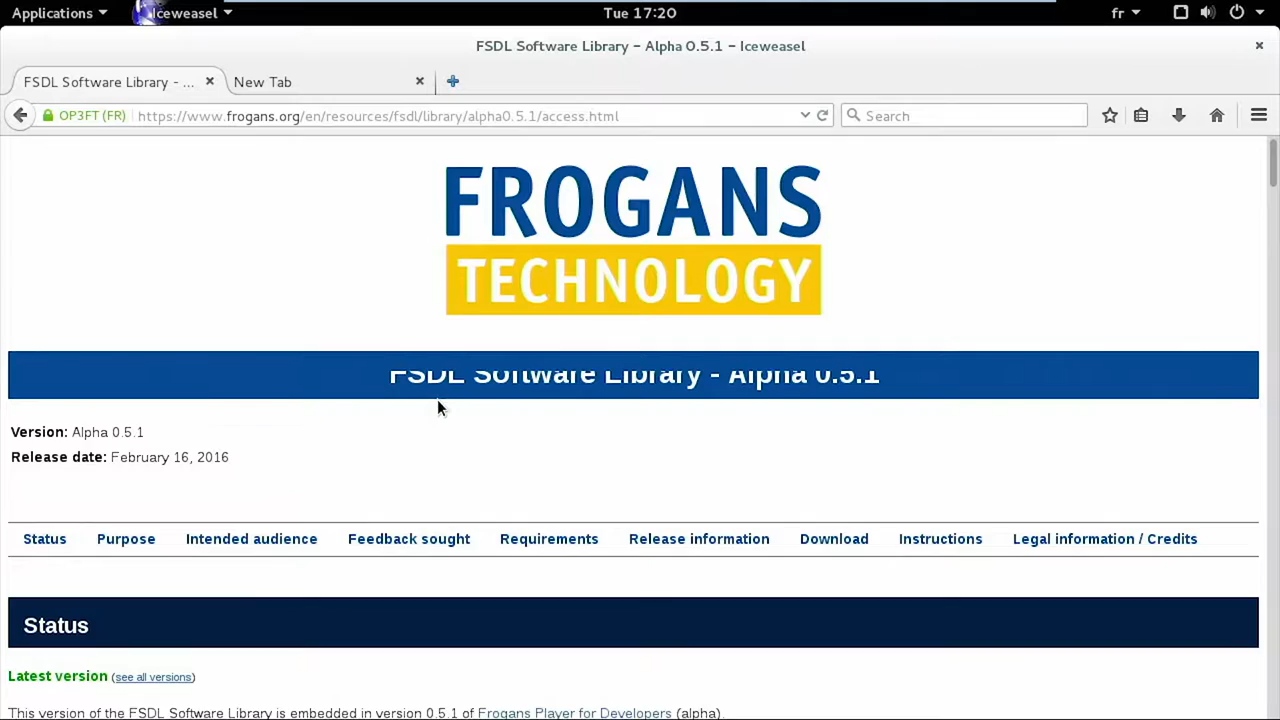 Applications Iceweasel Tue 17:20 fr
FSDL Software Library - Alpha 0.5.1 - Iceweasel
FSDL Software Library - ... New Tab
OP3FT (FR) https://www.frogans.org/en/resources/fsdl/library/alpha0.5.1/access.html Search
FROGANS
TECHNOLOGY
FSDL Software Library - Alpha 0.5.1
Version: Alpha 0.5.1
Release date: February 16, 2016
Status Purpose Intended audience Feedback sought Requirements Release information Download Instructions Legal information / Credits
Status
Latest version (see all versions)
This version of the FSDL Software Library is embedded in version 0.5.1 of Frogans Player for Developers (alpha).